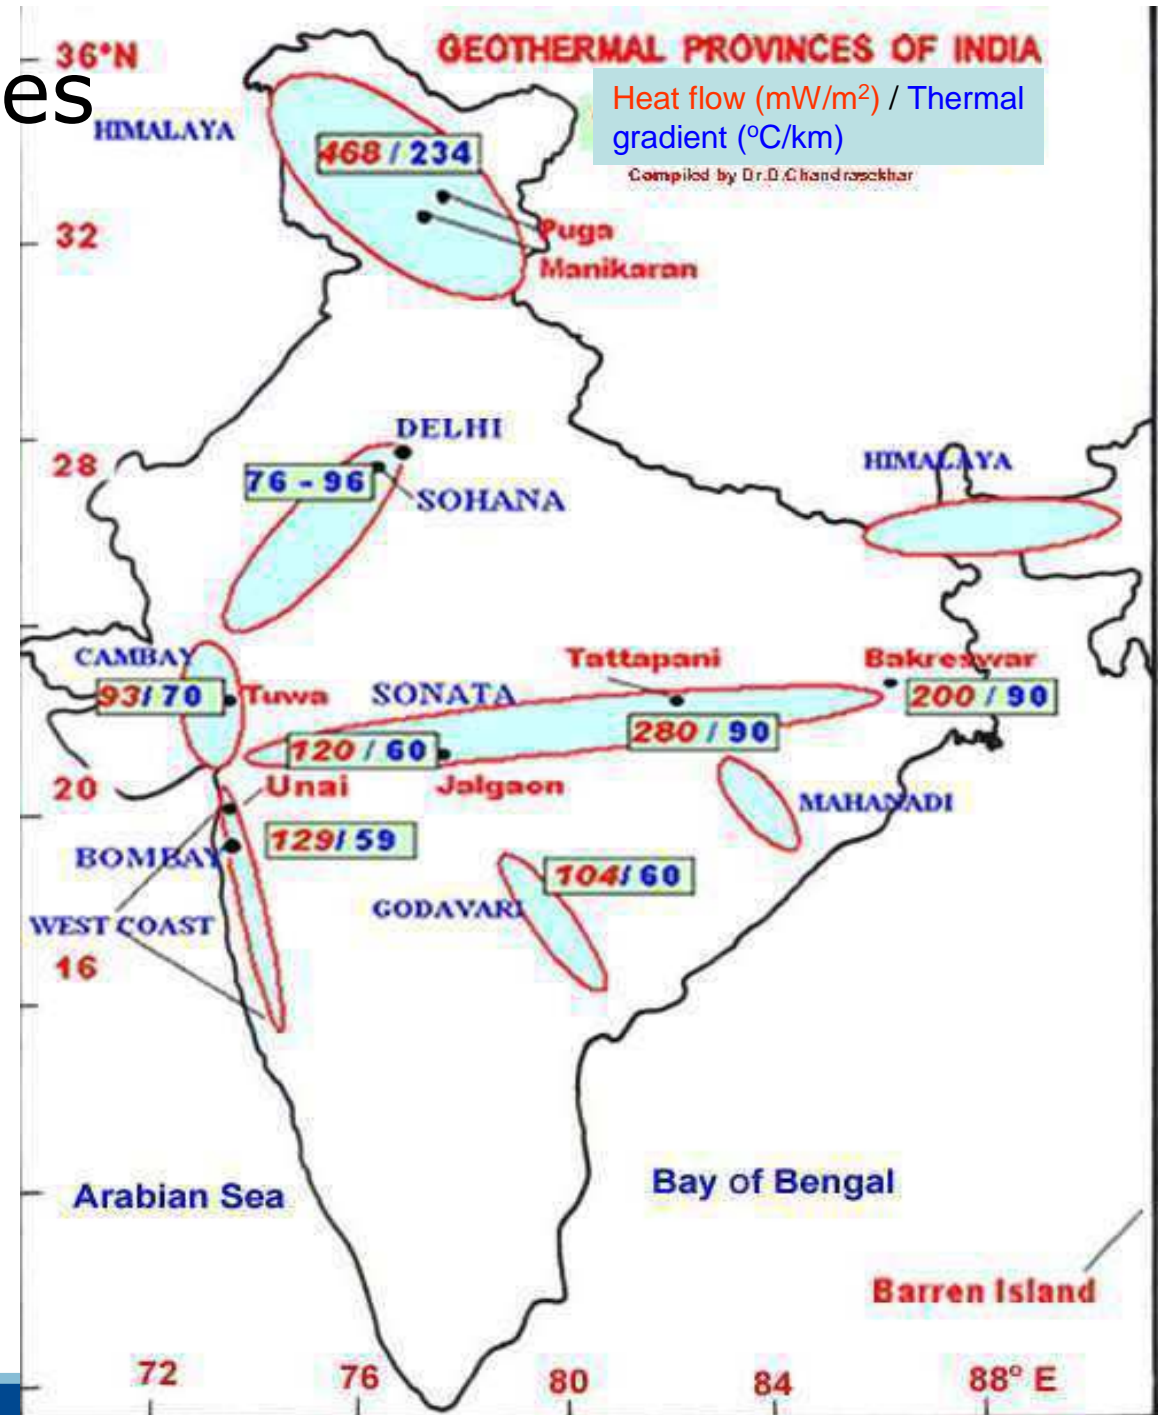 GEOTHERMAL PROVINCES OF INDIA
36°N
es
Heat flow (mW/m²) / Thermal
gradient (°C/km)
HIMALAYA
468 / 234
Compiled by Dr.D.Chandrasekhar
32
Puga
Manikaran
DELHI
28
76 - 96
SOHANA
HIMALAYA
CAMBAY
Tattapani
Bakreswar
93/ 70
Tuwa
SONATA
200 / 90
280 / 90
120 / 60
20
Unai
Jalgaon
MAHANADI
129/ 59
BOMBAY
104/ 60
GODAVARI
WEST COAST
16
Arabian Sea
Bay of Bengal
Barren Island
72
76
80
84
88° E